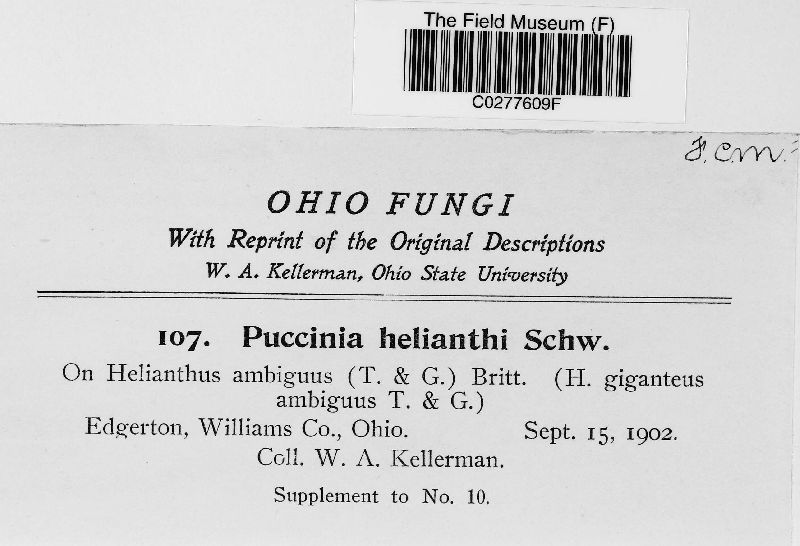 The Field Museum (F)
C0277609F
F.C.M.
OHIO FUNGI
With Reprint of the Original Descriptions
W. A. Kellerman, Ohio State University
107. Puccinia helianthi Schw.
On Helianthus ambiguus (T. & G.) Britt. (H. giganteus
ambiguus T. & G.)
Edgerton, Williams Co., Ohio. Sept. 15, 1902.
Coll. W. A. Kellerman.
Supplement to No. 10.